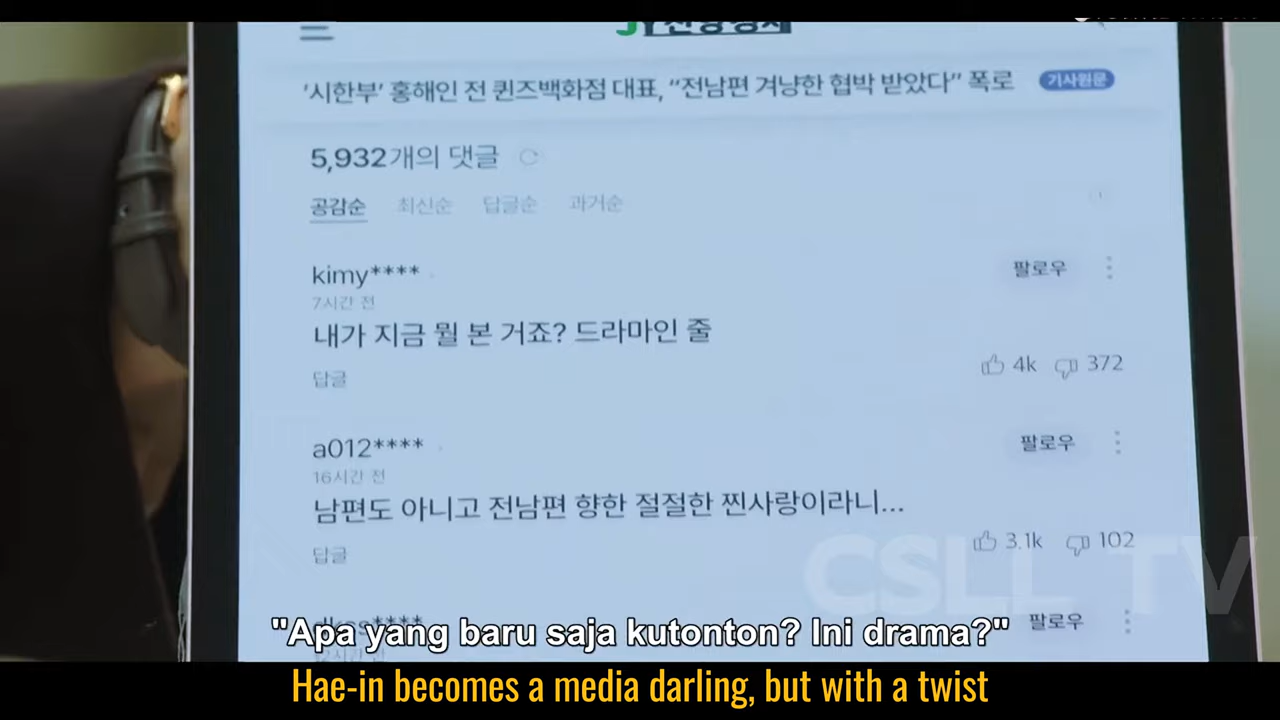 '시한부' 홍해인 전 퀸즈백화점 대표, "전남편 겨냥한 협박 받았다" 폭로 기사원문
5,932개의 댓글
공감순 최신순 답글순 과거순
kimy****
팔로우
7시간 전
내가 지금 뭘 본 거죠? 드라마인 줄
답글
4k 372
a012****
팔로우
16시간 전
남편도 아니고 전남편 향한 절절한 찐사랑이라니...
답글
3.1k 102
CSLL TV
팔로우
"Apa yang baru saja kutonton? Ini drama?"
Hae-in becomes a media darling, but with a twist